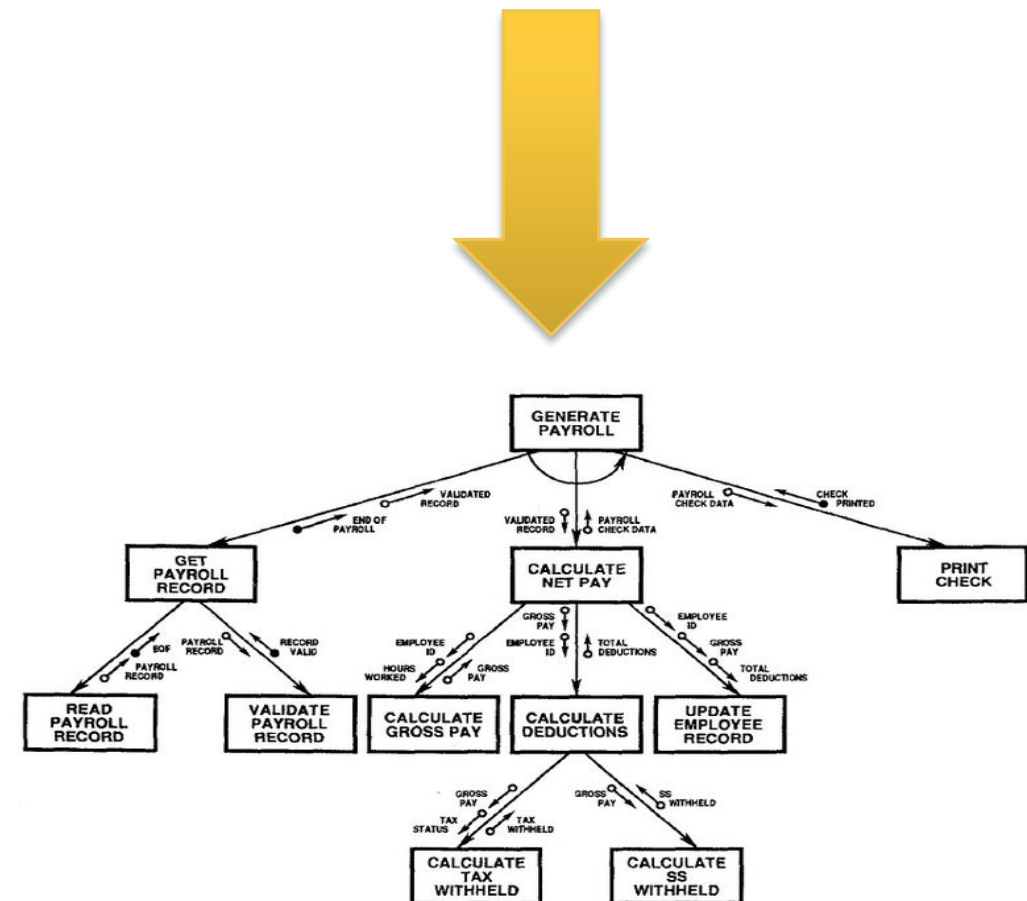 GENERATE
PAYROLL
VALIDATED
RECORD
END OF
PAYROLL
VALIDATED
RECORD
PAYROLL
CHECK DATA
PAYROLL
CHECK DATA
CHECK
PRINTED
GET
PAYROLL
RECORD
CALCULATE
NET PAY
PRINT
CHECK
EOF
PAYROLL
RECORD
PAYROLL
RECORD
RECORD
VALID
EMPLOYEE
ID
HOURS
WORKED
GROSS
PAY
GROSS
PAY
EMPLOYEE
ID
TOTAL
DEDUCTIONS
EMPLOYEE
ID
GROSS
PAY
TOTAL
DEDUCTIONS
READ
PAYROLL
RECORD
VALIDATE
PAYROLL
RECORD
CALCULATE
GROSS PAY
CALCULATE
DEDUCTIONS
UPDATE
EMPLOYEE
RECORD
GROSS
PAY
TAX
STATUS
TAX
WITHHELD
GROSS
PAY
SS
WITHHELD
CALCULATE
TAX
WITHHELD
CALCULATE
SS
WITHHELD